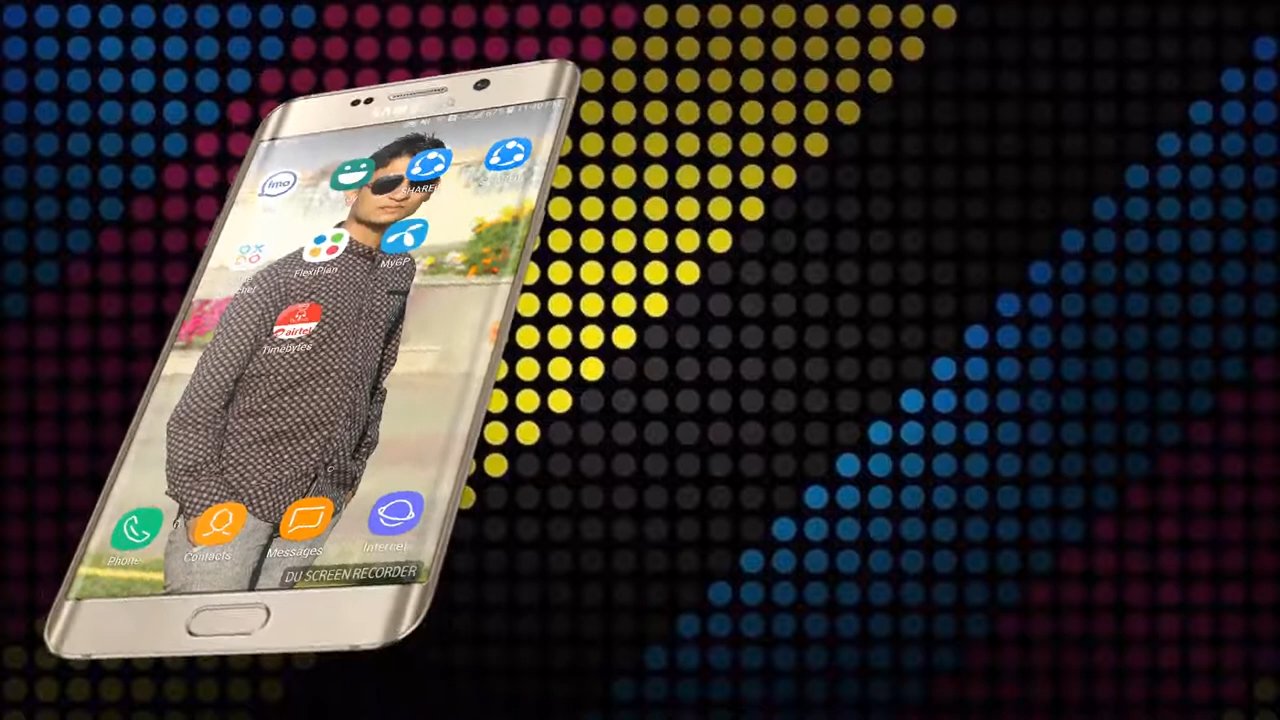 imo
SHAREit
FlexiPlan
MyGP
airtel
Timebytes
Phone
Contacts
Messages
Internet
DU SCREEN RECORDER